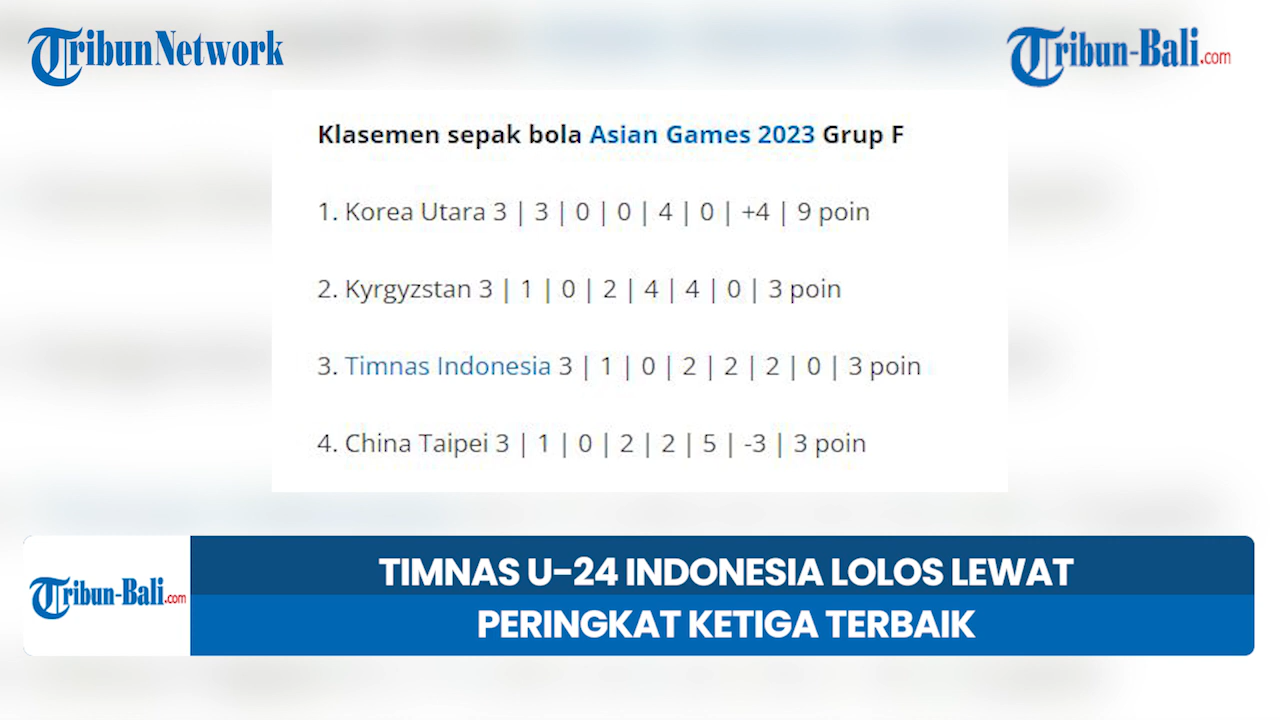 TribunNetwork
Tribun-Bali.com
Klasemen sepak bola Asian Games 2023 Grup F
1. Korea Utara 3 | 3 | 0 | 0 | 4 | 0 | +4 | 9 poin
2. Kyrgyzstan 3 | 1 | 0 | 2 | 4 | 4 | 0 | 3 poin
3. Timnas Indonesia 3 | 1 | 0 | 2 | 2 | 2 | 0 | 3 poin
4. China Taipei 3 | 1 | 0 | 2 | 2 | 5 | -3 | 3 poin
TIMNAS U-24 INDONESIA LOLOS LEWAT
Tribun-Bali.com
PERINGKAT KETIGA TERBAIK